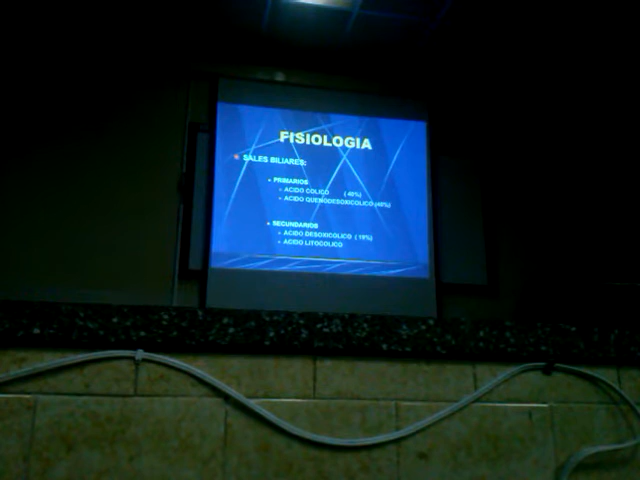 FISIOLOGIA
SALES BILIARES:
PRIMARIOS
ACIDO COLICO (40%)
ACIDO QUENODESOXICOLICO (40%)
SECUNDARIOS
ACIDO DESOXICOLICO (19%)
ACIDO LITOCOLICO